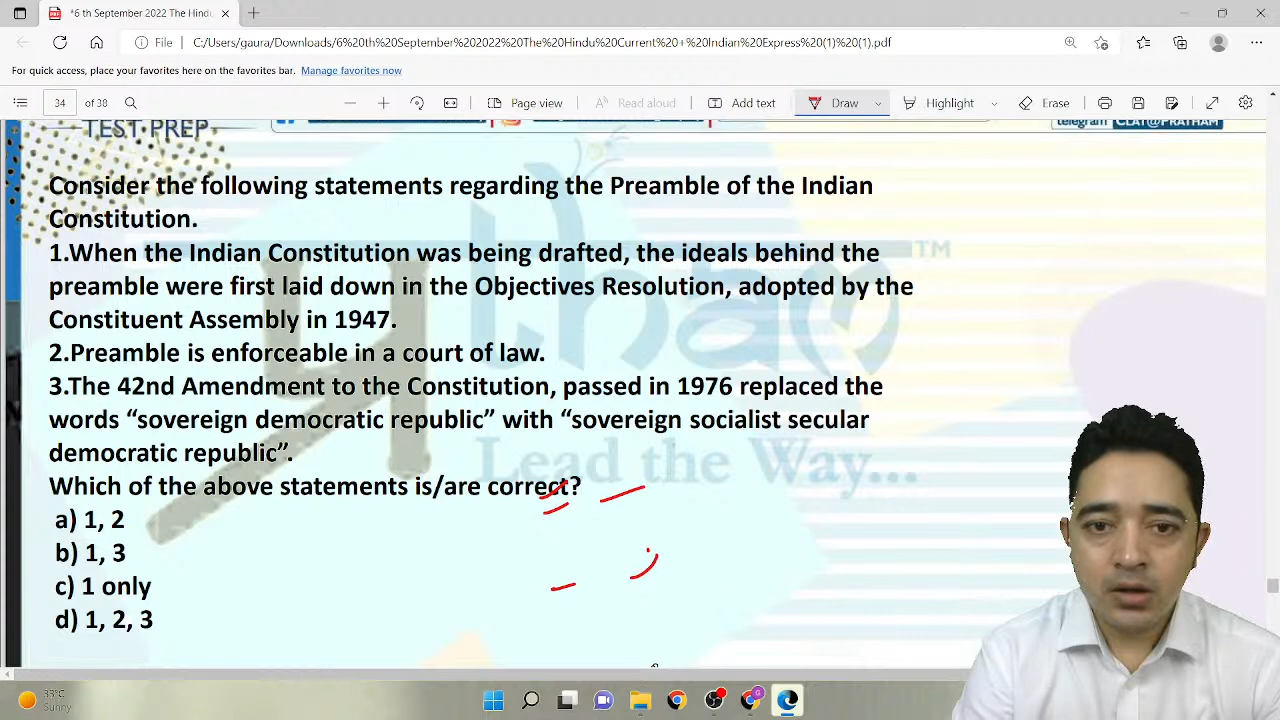 *6 th September 2022 The Hindu
File
C:/Users/gaura/Downloads/6%20th%20September%202022%20The%20Hindu%20Current%20+%20Indian%20Express%20(1)%20(1).pdf
For quick access, place your favorites here on the favorites bar. Manage favorites now
34 of 38
Page view
Read aloud
Add text
Draw
Highlight
Erase
TEST PREP
telegram CLAT@PRATHAM
Consider the following statements regarding the Preamble of the Indian
Constitution.
1.When the Indian Constitution was being drafted, the ideals behind the
preamble were first laid down in the Objectives Resolution, adopted by the
Constituent Assembly in 1947.
2.Preamble is enforceable in a court of law.
3.The 42nd Amendment to the Constitution, passed in 1976 replaced the
words “sovereign democratic republic” with “sovereign socialist secular
democratic republic”.
Which of the above statements is/are correct?
a) 1, 2
b) 1, 3
c) 1 only
d) 1, 2, 3
प्रtham
TM
Lead the Way...
33°C
Sunny